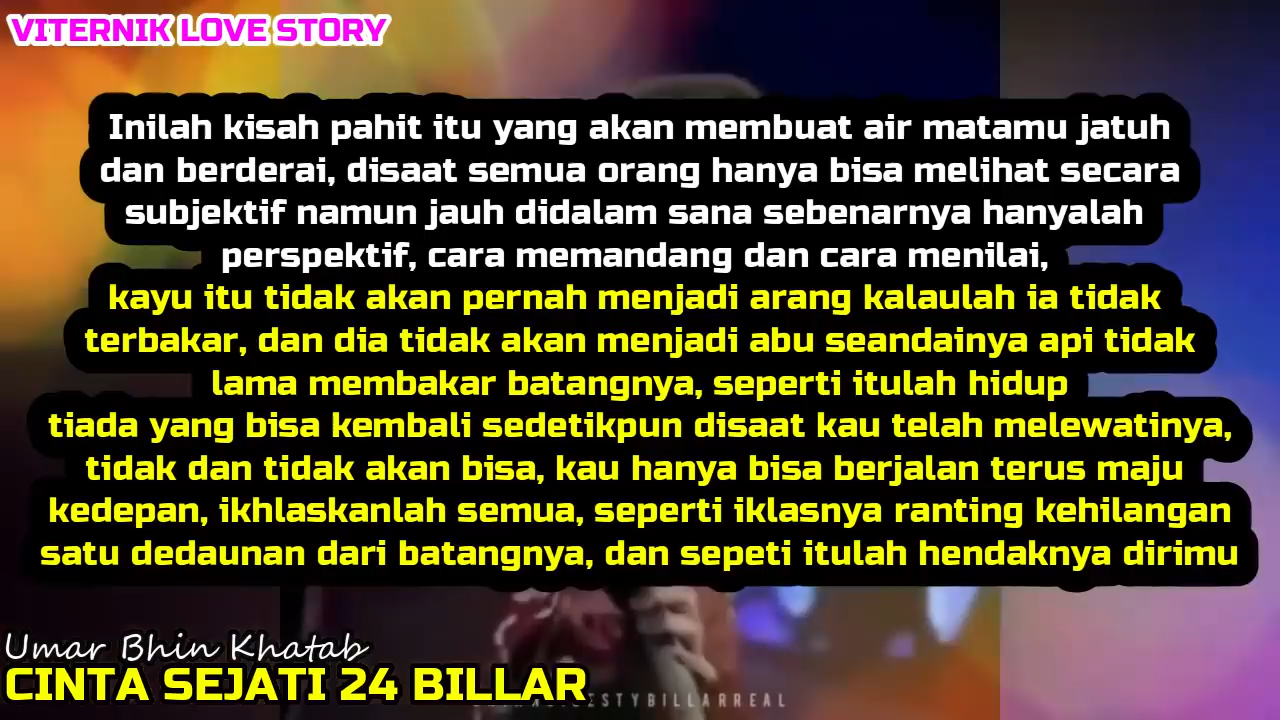 VITERNIK LOVE STORY
Inilah kisah pahit itu yang akan membuat air matamu jatuh
dan berderai, disaat semua orang hanya bisa melihat secara
subjektif namun jauh didalam sana sebenarnya hanyalah
perspektif, cara memandang dan cara menilai,
kayu itu tidak akan pernah menjadi arang kalaulah ia tidak
terbakar, dan dia tidak akan menjadi abu seandainya api tidak
lama membakar batangnya, seperti itulah hidup
tiada yang bisa kembali sedetikpun disaat kau telah melewatinya,
tidak dan tidak akan bisa, kau hanya bisa berjalan terus maju
kedepan, ikhlaskanlah semua, seperti iklasnya ranting kehilangan
satu dedaunan dari batangnya, dan sepeti itulah hendaknya dirimu
Umar Bhin Khatab
CINTA SEJATI 24 BILLAR